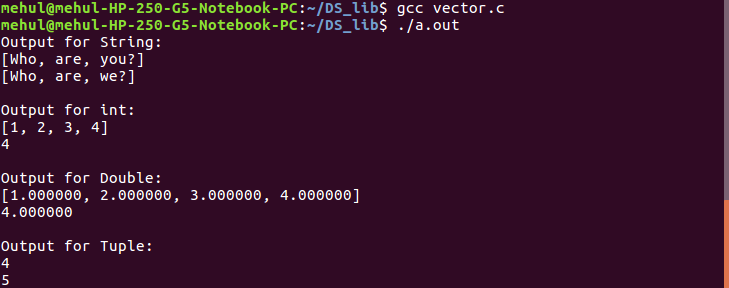 mehul@mehul-HP-250-G5-Notebook-PC:~/DS_lib$ gcc vector.c
mehul@mehul-HP-250-G5-Notebook-PC:~/DS_lib$ ./a.out
Output for String:
[Who, are, you?]
[Who, are, we?]
Output for int:
[1, 2, 3, 4]
4
Output for Double:
[1.000000, 2.000000, 3.000000, 4.000000]
4.000000
Output for Tuple:
4
5